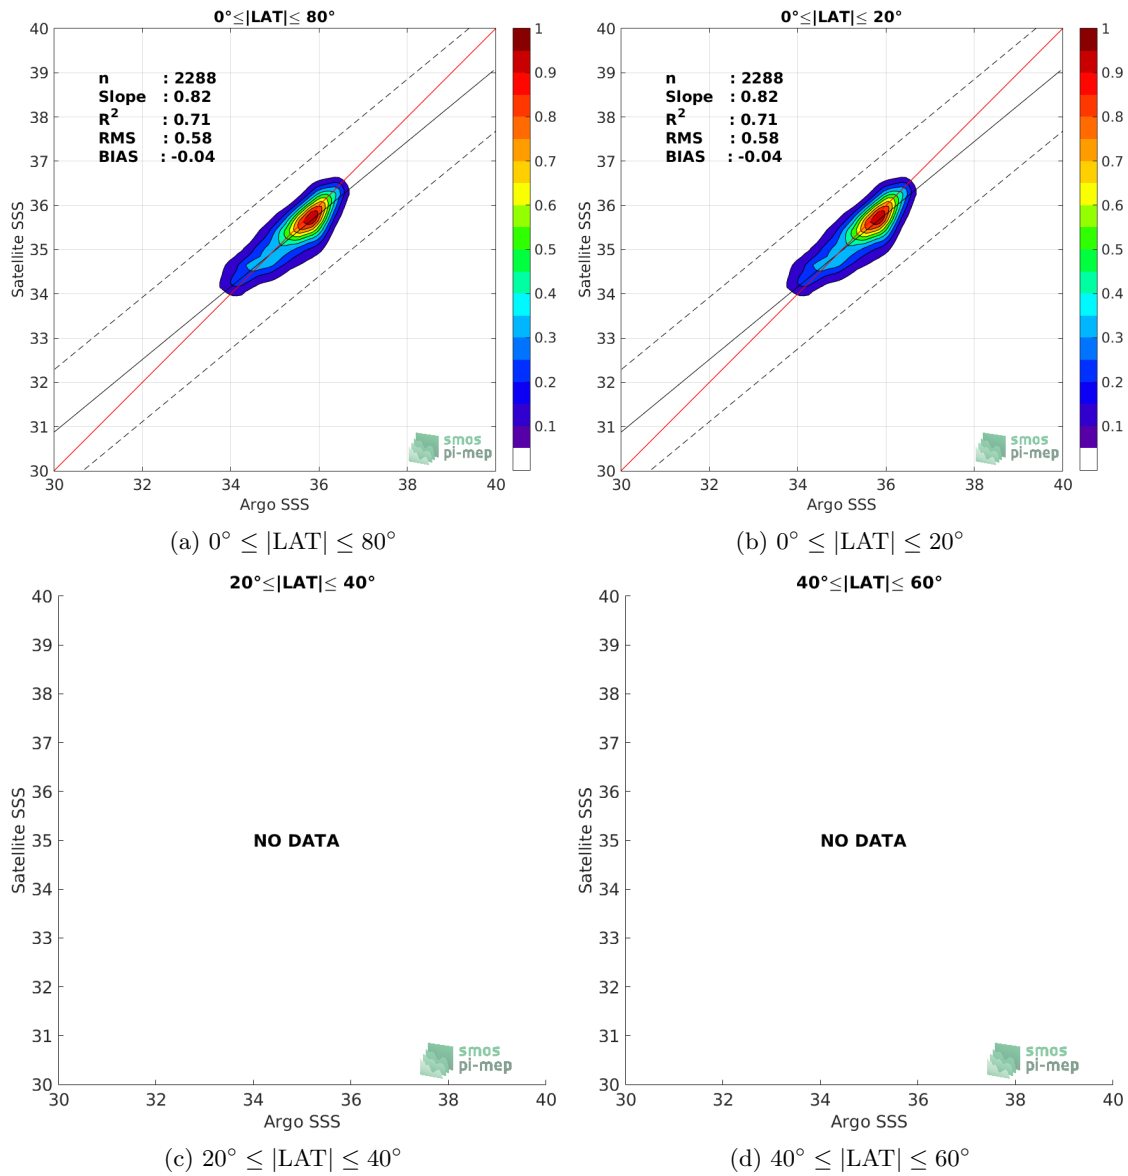 0°≤|LAT|≤ 80°
40
39
38
37
36
35
34
33
32
31
30
Satellite SSS
n : 2288
Slope : 0.82
R² : 0.71
RMS : 0.58
BIAS : -0.04
smos
pi-mep
30 32 34 36 38 40
Argo SSS
1
0.9
0.8
0.7
0.6
0.5
0.4
0.3
0.2
0.1
(a) 0° ≤ |LAT| ≤ 80°
0°≤|LAT|≤ 20°
40
39
38
37
36
35
34
33
32
31
30
Satellite SSS
n : 2288
Slope : 0.82
R² : 0.71
RMS : 0.58
BIAS : -0.04
smos
pi-mep
30 32 34 36 38 40
Argo SSS
1
0.9
0.8
0.7
0.6
0.5
0.4
0.3
0.2
0.1
(b) 0° ≤ |LAT| ≤ 20°
20°≤|LAT|≤ 40°
40
39
38
37
36
35
34
33
32
31
30
Satellite SSS
NO DATA
smos
pi-mep
30 32 34 36 38 40
Argo SSS
(c) 20° ≤ |LAT| ≤ 40°
40°≤|LAT|≤ 60°
40
39
38
37
36
35
34
33
32
31
30
Satellite SSS
NO DATA
smos
pi-mep
30 32 34 36 38 40
Argo SSS
(d) 40° ≤ |LAT| ≤ 60°